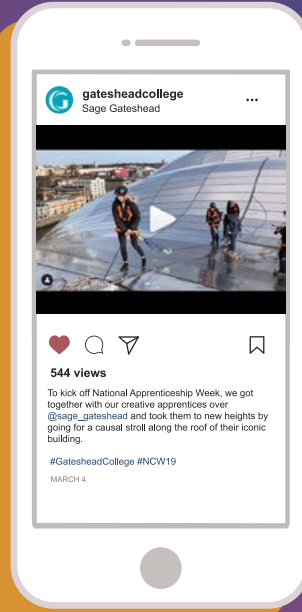 gatesheadcollege
Sage Gateshead
544 views
To kick off National Apprenticeship Week, we got
together with our creative apprentices over
@sage_gateshead and took them to new heights by
going for a causal stroll along the roof of their iconic
building.
#GatesheadCollege #NCW19
MARCH 4